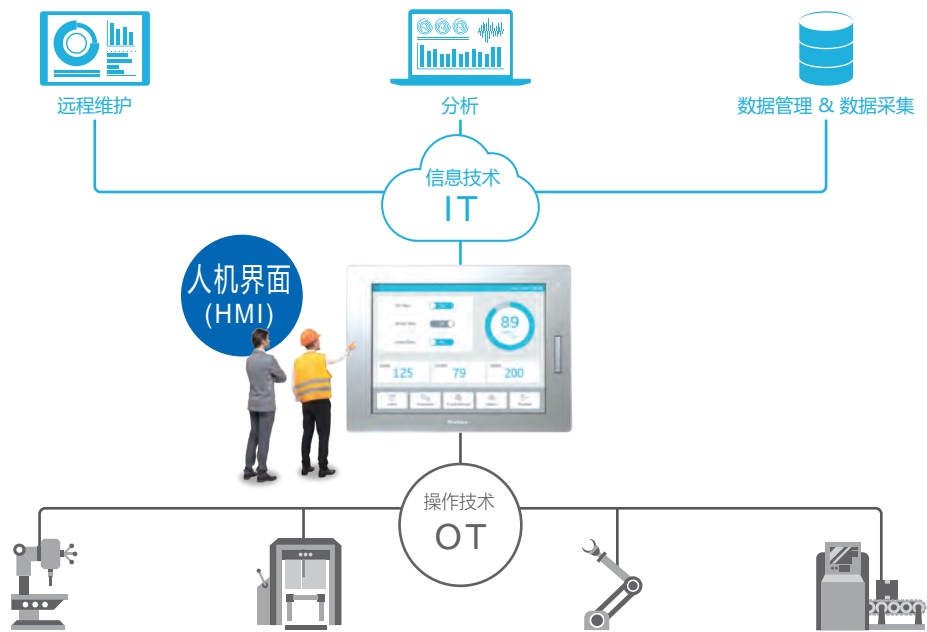 远程维护
分析
数据管理 & 数据采集
信息技术
IT
人机界面
(HMI)
89
125
79
200
操作技术
OT